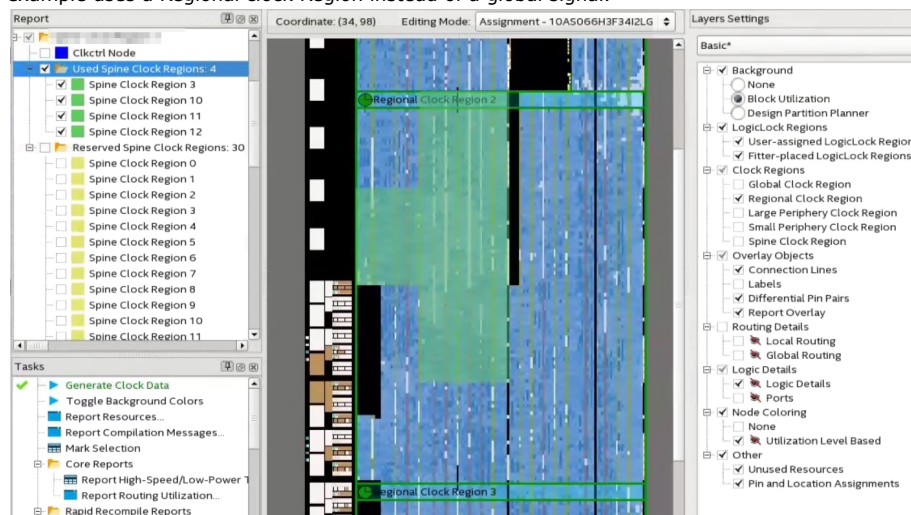 example uses a Regional Clock Region instead of a global signal.
Report
Clkctrl Node
Used Spine Clock Regions: 4
Spine Clock Region 3
Spine Clock Region 10
Spine Clock Region 11
Spine Clock Region 12
Reserved Spine Clock Regions: 30
Spine Clock Region 0
Spine Clock Region 1
Spine Clock Region 2
Spine Clock Region 3
Spine Clock Region 4
Spine Clock Region 5
Spine Clock Region 6
Spine Clock Region 7
Spine Clock Region 8
Spine Clock Region 9
Spine Clock Region 10
Spine Clock Region 11
Tasks
Generate Clock Data
Toggle Background Colors
Report Resources...
Report Compilation Messages...
Mark Selection
Core Reports
Report High-Speed/Low-Power T
Report Routing Utilization...
Rapid Recompile Reports
Coordinate: (34, 98) Editing Mode: Assignment - 10AS066H3F34I2LG
Regional Clock Region 2
Regional Clock Region 3
Layers Settings
Basic*
Background
None
Block Utilization
Design Partition Planner
LogicLock Regions
User-assigned LogicLock Region
Fitter-placed LogicLock Regions
Clock Regions
Global Clock Region
Regional Clock Region
Large Periphery Clock Region
Small Periphery Clock Region
Spine Clock Region
Overlay Objects
Connection Lines
Labels
Differential Pin Pairs
Report Overlay
Routing Details
Local Routing
Global Routing
Logic Details
Logic Details
Ports
Node Coloring
None
Utilization Level Based
Other
Unused Resources
Pin and Location Assignments